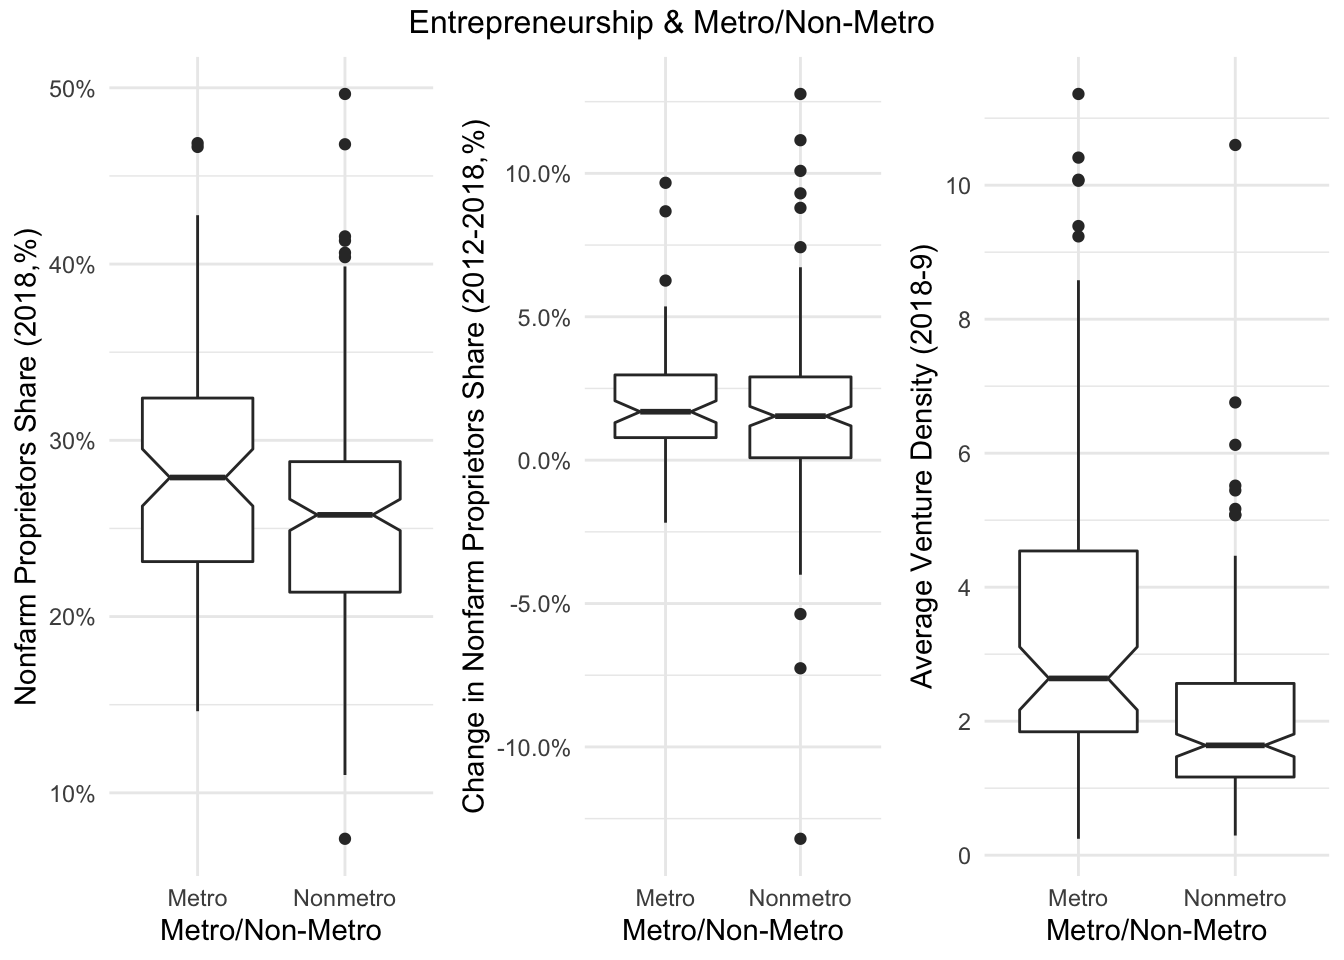 Entrepreneurship & Metro/Non-Metro
Nonfarm Proprietors Share (2018,%)
50%
40%
30%
20%
10%
Metro
Nonmetro
Metro/Non-Metro
Change in Nonfarm Proprietors Share (2012-2018,%)
10.0%
5.0%
0.0%
-5.0%
-10.0%
Metro
Nonmetro
Metro/Non-Metro
Average Venture Density (2018-9)
10
8
6
4
2
0
Metro
Nonmetro
Metro/Non-Metro